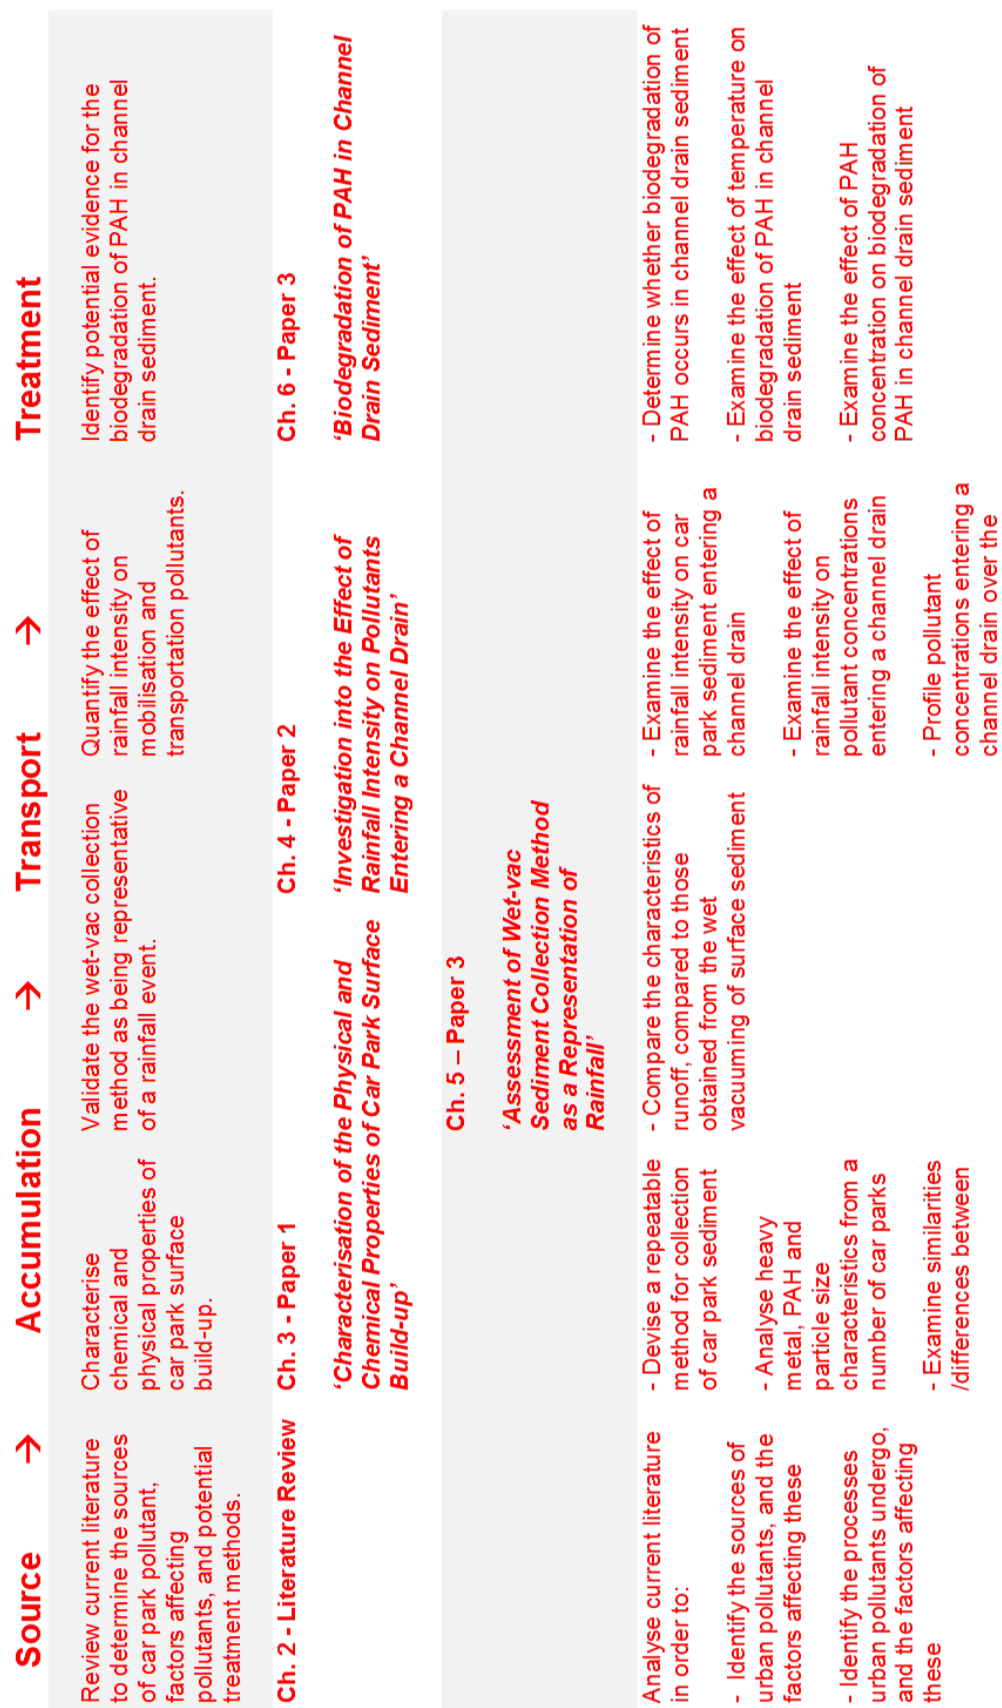 Source → Accumulation → Transport → Treatment
Review current literature
to determine the sources
of car park pollutant,
factors affecting
pollutants, and potential
treatment methods.
Characterise
chemical and
physical properties of
car park surface
build-up.
Validate the wet-vac collection
method as being representative
of a rainfall event.
Quantify the effect of
rainfall intensity on
mobilisation and
transportation pollutants.
Identify potential evidence for the
biodegradation of PAH in channel
drain sediment.
Ch. 2 - Literature Review
Ch. 3 - Paper 1
‘Characterisation of the Physical and
Chemical Properties of Car Park Surface
Build-up’
Ch. 4 - Paper 2
‘Investigation into the Effect of
Rainfall Intensity on Pollutants
Entering a Channel Drain’
Ch. 6 - Paper 3
‘Biodegradation of PAH in Channel
Drain Sediment’
Ch. 5 – Paper 3
‘Assessment of Wet-vac
Sediment Collection Method
as a Representation of
Rainfall’
Analyse current literature
in order to:
- Identify the sources of
urban pollutants, and the
factors affecting these
- Identify the processes
urban pollutants undergo,
and the factors affecting
these
- Devise a repeatable
method for collection
of car park sediment
- Analyse heavy
metal, PAH and
particle size
characteristics from a
number of car parks
- Examine similarities
/differences between
- Compare the characteristics of
runoff, compared to those
obtained from the wet
vacuuming of surface sediment
- Examine the effect of
rainfall intensity on car
park sediment entering a
channel drain
- Examine the effect of
rainfall intensity on
pollutant concentrations
entering a channel drain
- Profile pollutant
concentrations entering a
channel drain over the
- Determine whether biodegradation of
PAH occurs in channel drain sediment
- Examine the effect of temperature on
biodegradation of PAH in channel
drain sediment
- Examine the effect of PAH
concentration on biodegradation of
PAH in channel drain sediment